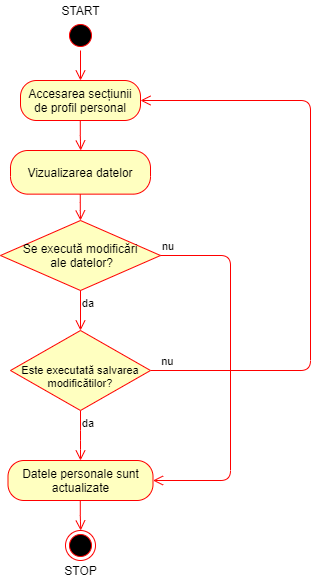 START
Accesarea secțiunii
de profil personal
Vizualizarea datelor
Se execută modificări
ale datelor?
nu
da
Este executată salvarea
modificătilor?
nu
da
Datele personale sunt
actualizate
STOP